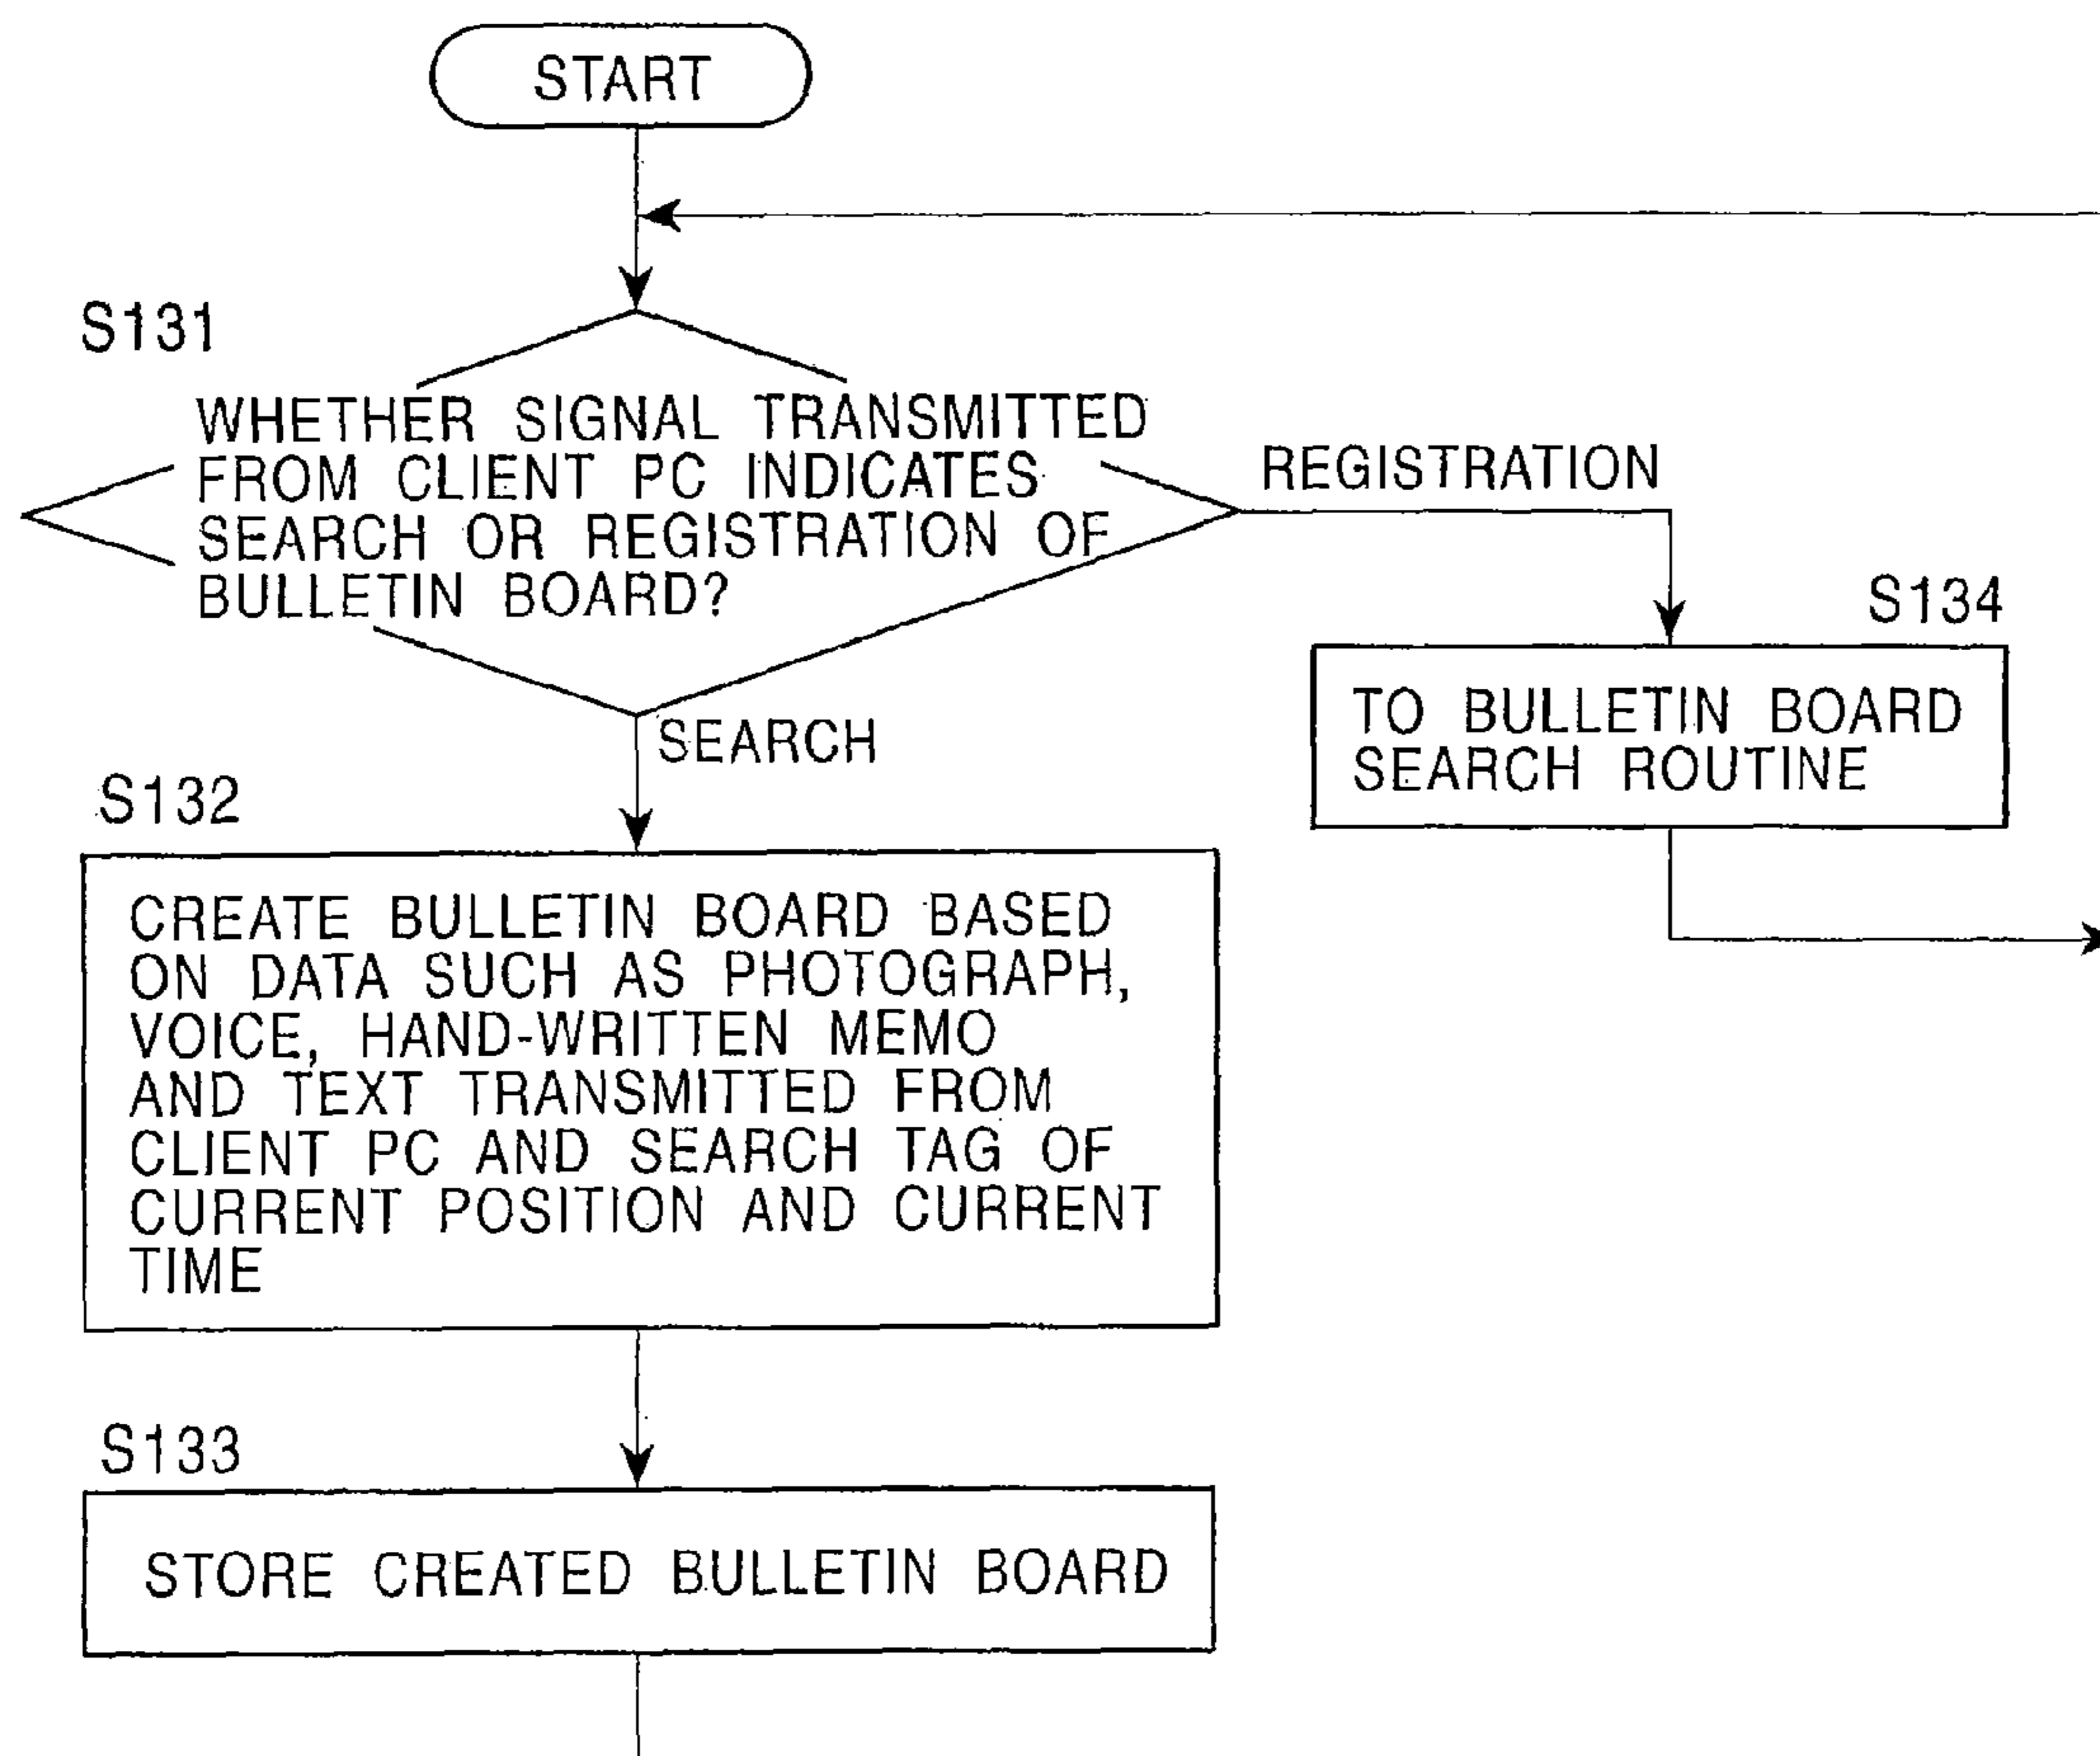 START
S131
WHETHER SIGNAL TRANSMITTED
FROM CLIENT PC INDICATES
SEARCH OR REGISTRATION OF
BULLETIN BOARD?
REGISTRATION
S134
TO BULLETIN BOARD
SEARCH ROUTINE
SEARCH
S132
CREATE BULLETIN BOARD BASED
ON DATA SUCH AS PHOTOGRAPH,
VOICE, HAND-WRITTEN MEMO
AND TEXT TRANSMITTED FROM
CLIENT PC AND SEARCH TAG OF
CURRENT POSITION AND CURRENT
TIME
S133
STORE CREATED BULLETIN BOARD